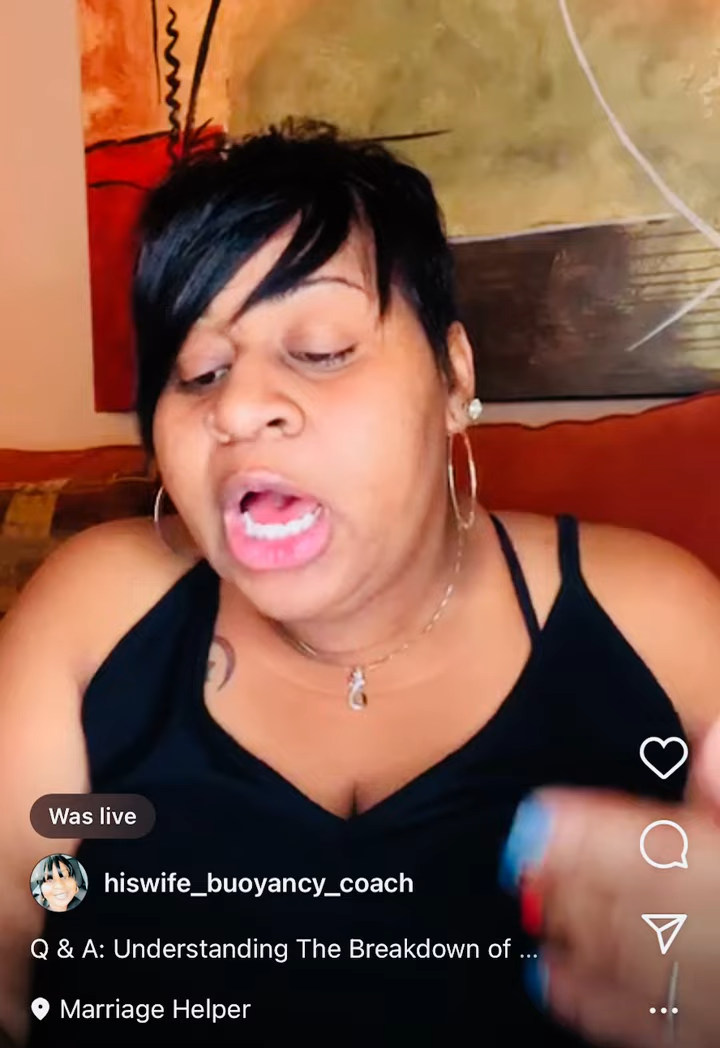 Was live
hiswife_buoyancy_coach
Q & A: Understanding The Breakdown of ...
Marriage Helper